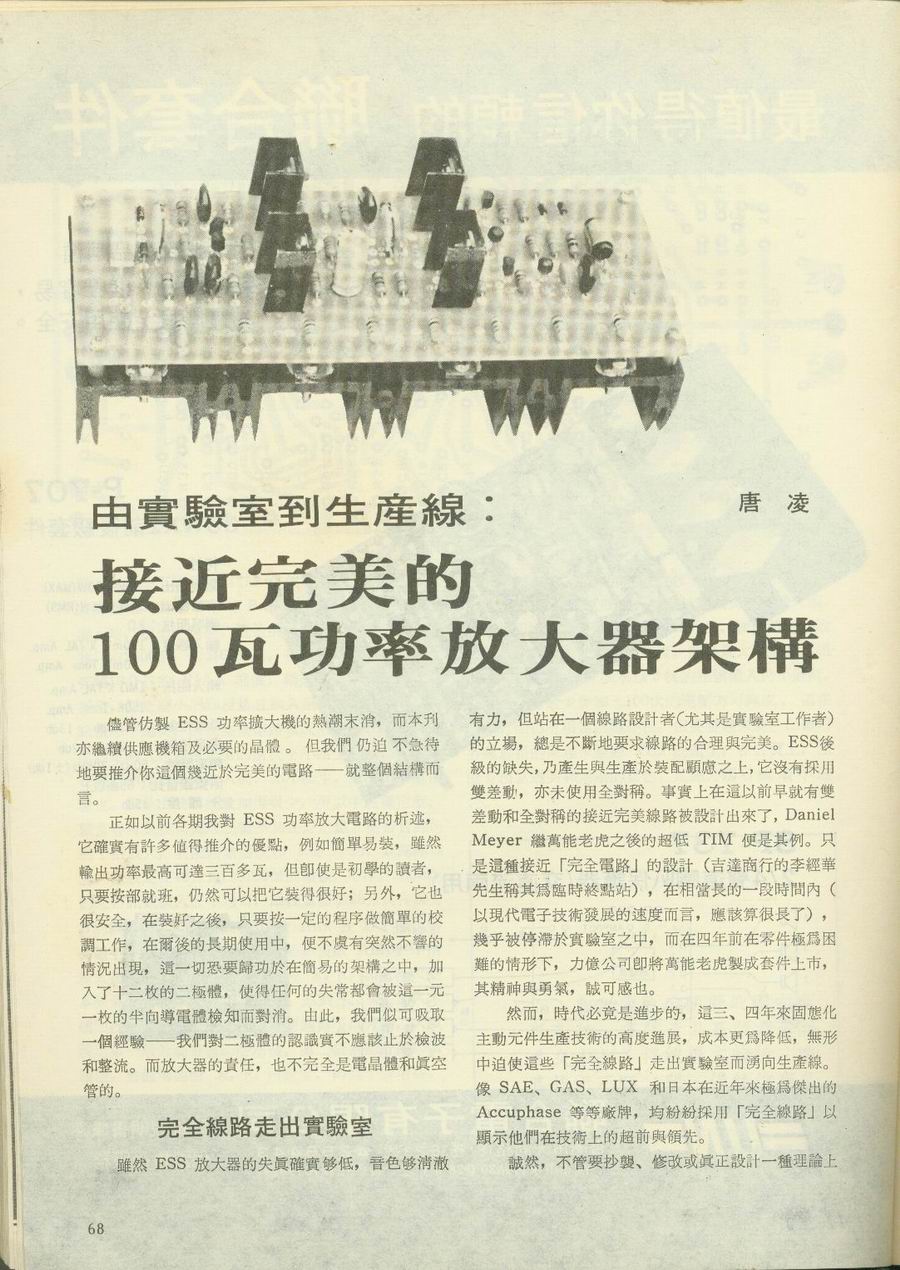 由實驗室到生産線：
唐 凌
接近完美的
100瓦功率放大器架構
儘管仿製 ESS 功率擴大機的熱潮末消，而本刋
亦繼續供應機箱及必要的晶體。但我們仍迫不急待
地要推介你這個幾近於完美的電路——就整個結構而
言。
正如以前各期我對 ESS 功率放大電路的析述，
它確實有許多値得推介的優點，例如簡單易裝，雖然
輸出功率最高可達三百多瓦，但卽使是初學的讀者，
只要按部就班，仍然可以把它裝得很好；另外，它也
很安全，在裝好之後，只要按一定的程序做簡單的校
調工作，在爾後的長期使用中，便不虞有突然不響的
情況出現，這一切恐要歸功於在簡易的架構之中，加
入了十二枚的二極體，使得任何的失常都會被這一元
一枚的半向導電體檢知而對消。由此，我們似可吸取
一個經驗——我們對二極體的認識實不應該止於檢波
和整流。而放大器的責任，也不完全是電晶體和眞空
管的。
完全線路走出實驗室
雖然 ESS 放大器的失眞確實够低，音色够淸澈
有力，但站在一個線路設計者（尤其是實驗室工作者）
的立場，總是不斷地要求線路的合理與完美。ESS後
級的缺失，乃產生與生產於裝配顧慮之上，它沒有採用
雙差動，亦未使用全對稱。事實上在這以前早就有雙
差動和全對稱的接近完美線路被設計出來了，Daniel
Meyer 繼萬能老虎之後的超低 TIM 便是其例。只
是這種接近「完全電路」的設計（吉達商行的李經華
先生稱其爲臨時終點站），在相當長的一段時間內（
以現代電子技術發展的速度而言，應該算很長了），
幾乎被停滯於實驗室之中，而在四年前在零件極爲困
難的情形下，力億公司卽將萬能老虎製成套件上市，
其精神與勇氣，誠可感也。
然而，時代必竟是進步的，這三、四年來固態化
主動元件生產技術的高度進展，成本更爲降低，無形
中迫使這些「完全線路」走出實驗室而湧向生產線。
像 SAE、GAS、LUX 和日本在近年來極爲傑出的
Accuphase 等等廠牌，均紛紛採用「完全線路」以
顯示他們在技術上的超前與領先。
誠然，不管要抄襲、修改或眞正設計一種理論上
68